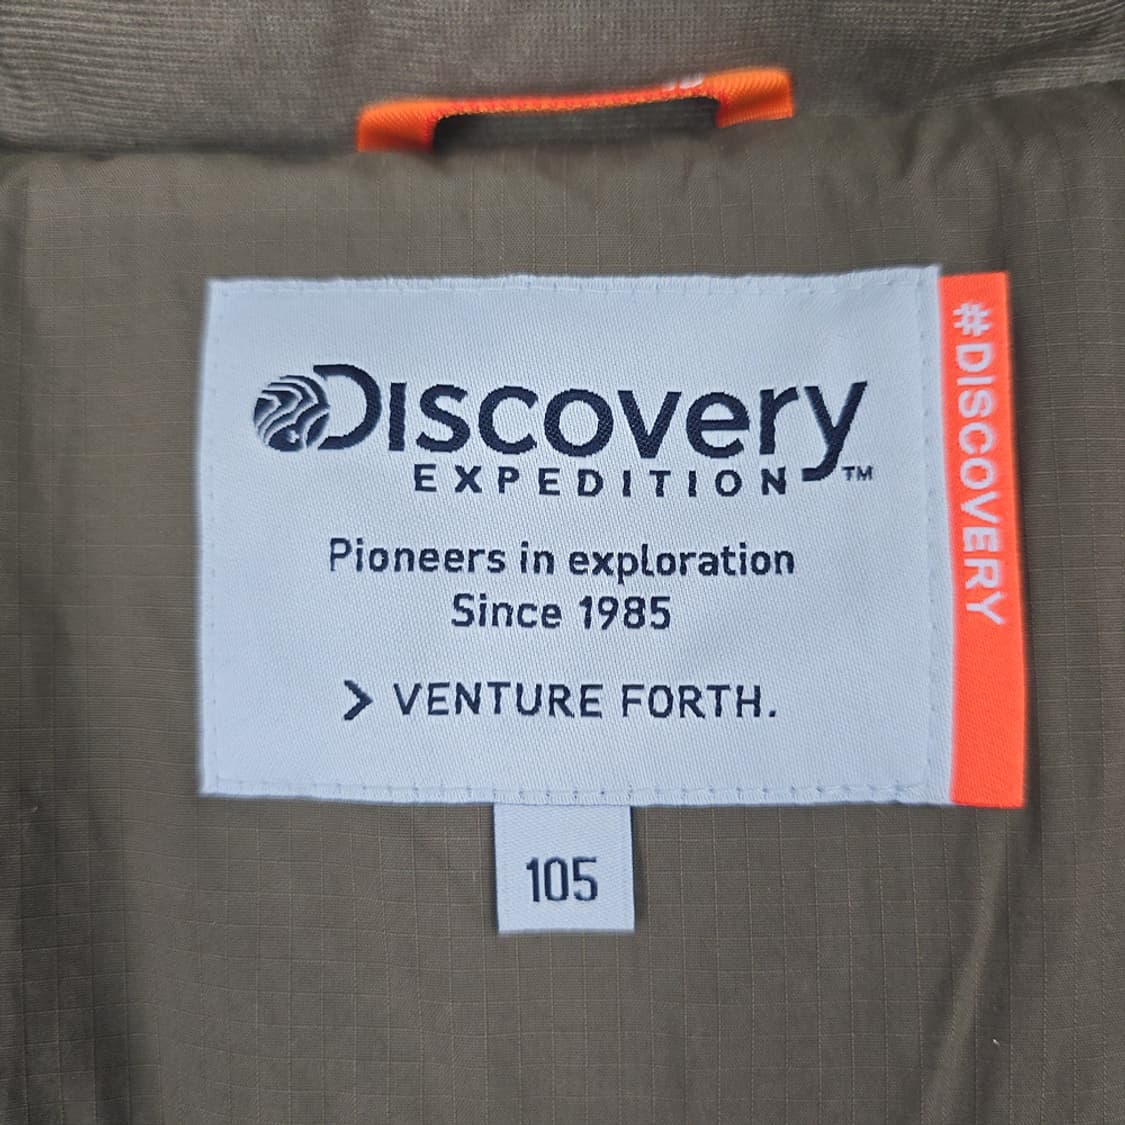 Discovery
EXPEDITION™
Pioneers in exploration
Since 1985
> VENTURE FORTH.
#DISCOVERY
105